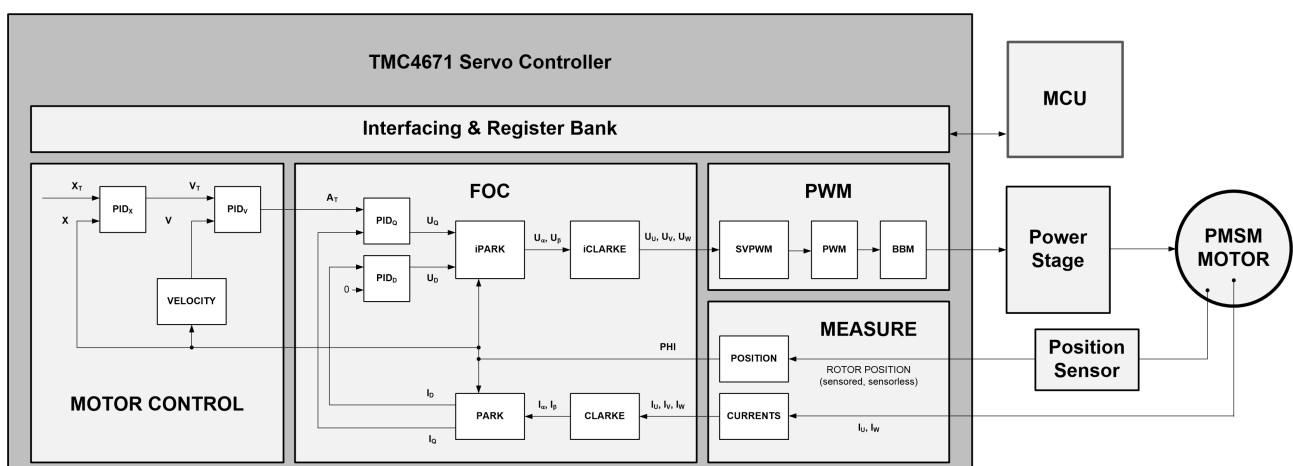 TMC4671 Servo Controller
MCU
Interfacing & Register Bank
FOC
PWM
X_T
V_T
A_T
PID_X
PID_V
X
V
PID_Q
U_Q
iPARK
U_α, U_β
iCLARKE
U_U, U_V, U_W
SVPWM
PWM
BBM
Power
Stage
PMSM
MOTOR
PID_D
0
U_D
VELOCITY
MEASURE
PHI
POSITION
ROTOR POSITION
(sensored, sensorless)
Position
Sensor
MOTOR CONTROL
I_D
I_Q
PARK
I_α, I_β
CLARKE
I_U, I_V, I_W
CURRENTS
I_U, I_W